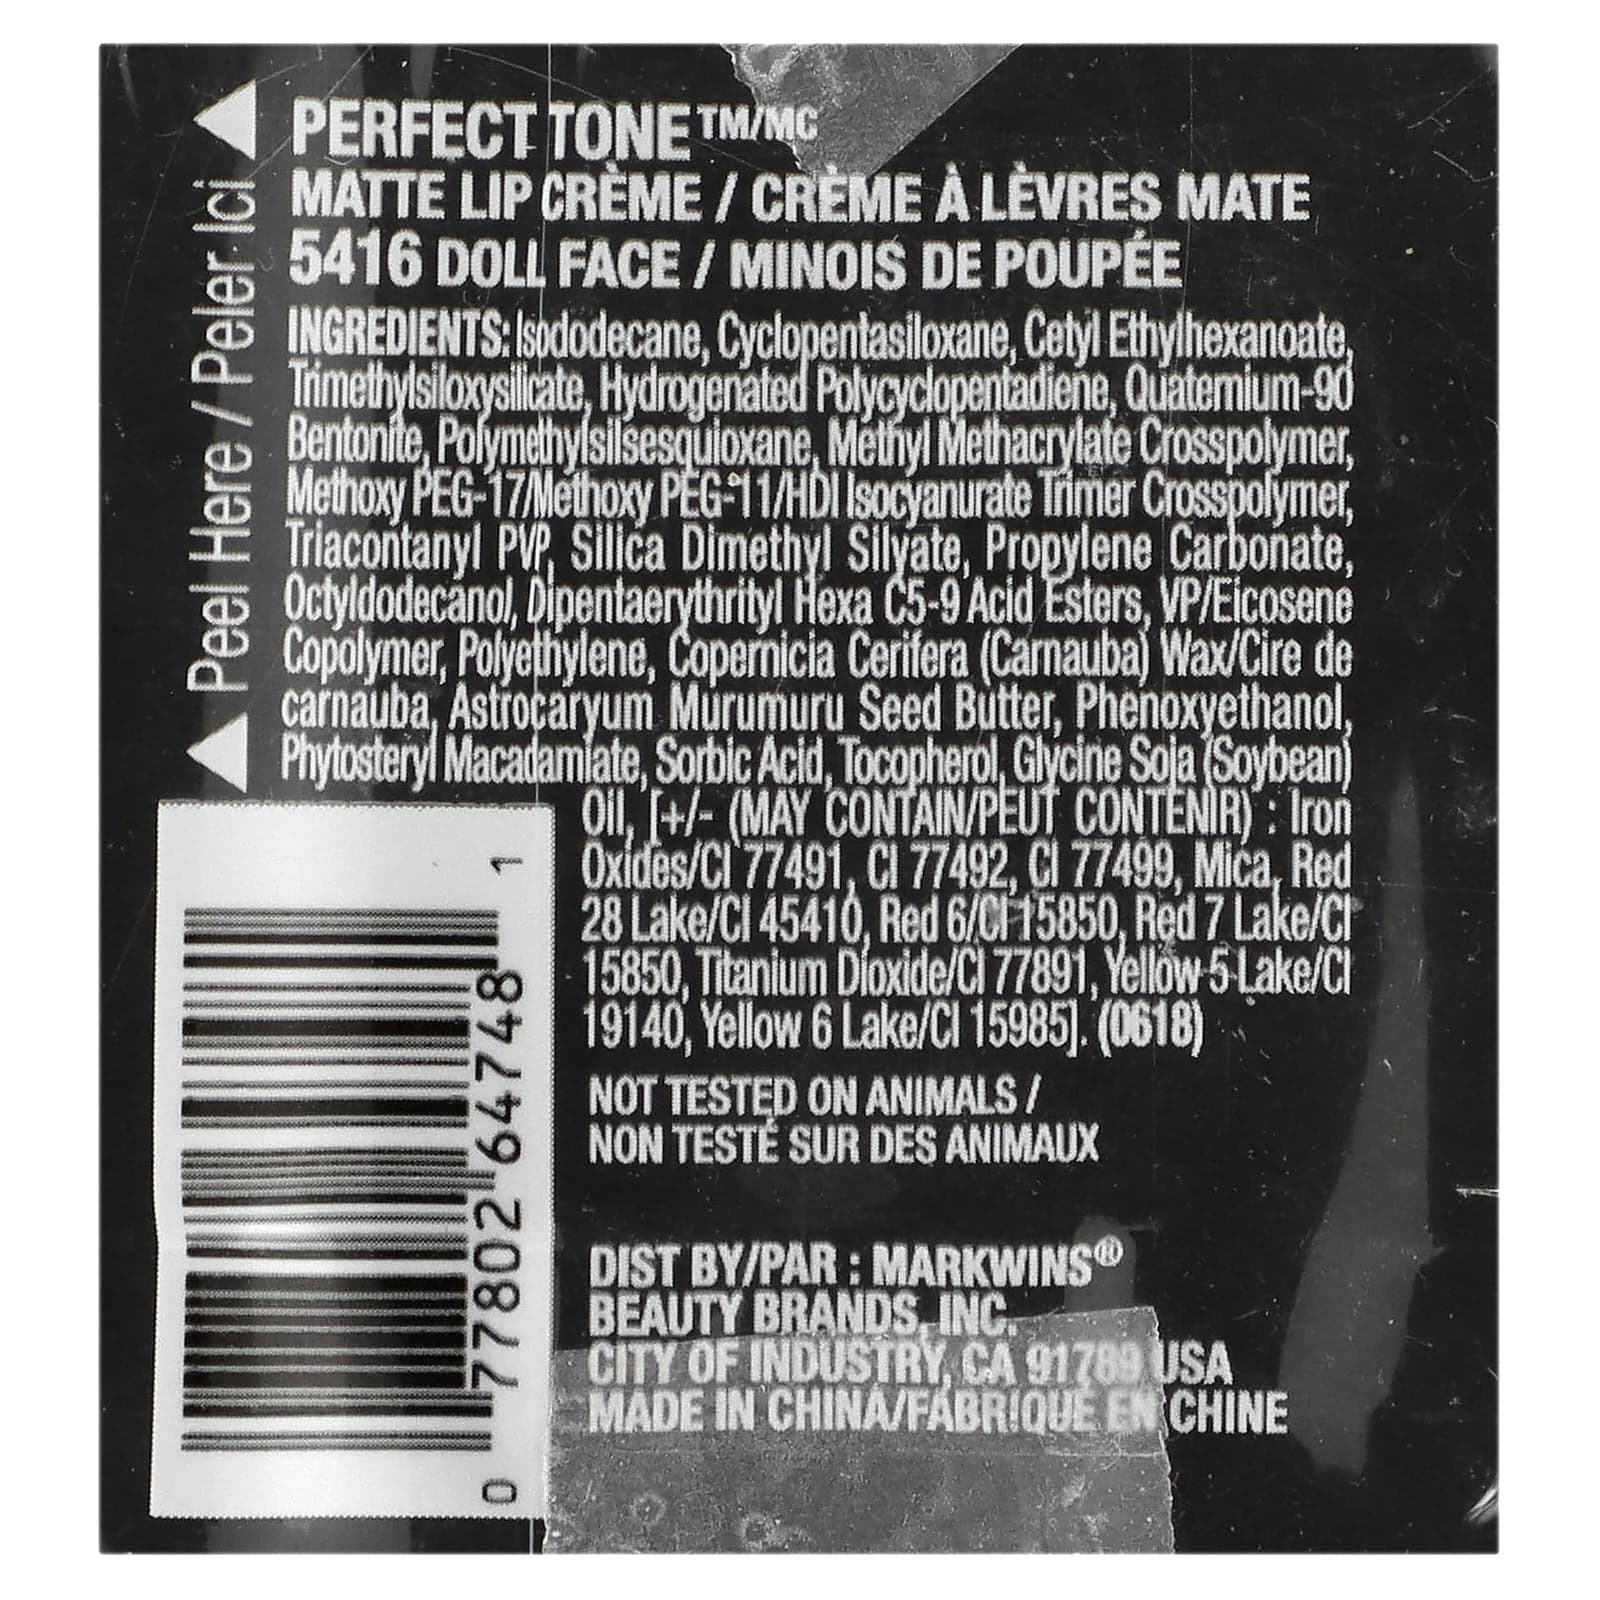 PERFECT TONE™/MC
MATTE LIP CRÈME / CRÈME À LÈVRES MATE
5416 DOLL FACE / MINOIS DE POUPÉE
INGREDIENTS: Isododecane, Cyclopentasiloxane, Cetyl Ethylhexanoate,
Trimethylsiloxysilicate, Hydrogenated Polycyclopentadiene, Quaternium-90
Bentonite, Polymethylsilsesquioxane, Methyl Methacrylate Crosspolymer,
Methoxy PEG-17/Methoxy PEG-11/HDI Isocyanurate Trimer Crosspolymer,
Triacontanyl PVP, Silica Dimethyl Silyate, Propylene Carbonate,
Octyldodecanol, Dipentaerythrityl Hexa C5-9 Acid Esters, VP/Eicosene
Copolymer, Polyethylene, Copernicia Cerifera (Carnauba) Wax/Cire de
carnauba, Astrocaryum Murumuru Seed Butter, Phenoxyethanol,
Phytosteryl Macadamiate, Sorbic Acid, Tocopherol, Glycine Soja (Soybean)
Oil, [+/- (MAY CONTAIN/PEUT CONTENIR) : Iron
Oxides/CI 77491, CI 77492, CI 77499, Mica, Red
28 Lake/CI 45410, Red 6/CI 15850, Red 7 Lake/CI
15850, Titanium Dioxide/CI 77891, Yellow 5 Lake/CI
19140, Yellow 6 Lake/CI 15985]. (0618)
NOT TESTED ON ANIMALS /
NON TESTÉ SUR DES ANIMAUX
DIST BY/PAR : MARKWINS®
BEAUTY BRANDS, INC.
CITY OF INDUSTRY, CA 91789 USA
MADE IN CHINA/FABRIQUÉ EN CHINE
Peel Here / Peler Ici
0 77802 64748 1